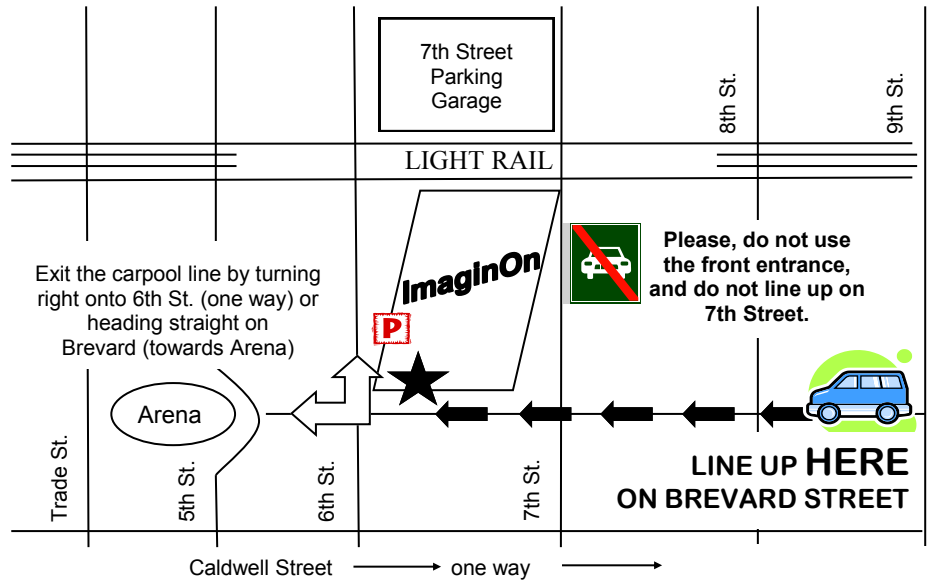 7th Street
Parking
Garage
8th St.
9th St.
LIGHT RAIL
ImaginOn
Please, do not use
the front entrance,
and do not line up on
7th Street.
Exit the carpool line by turning
right onto 6th St. (one way) or
heading straight on
Brevard (towards Arena)
P
Arena
LINE UP HERE
ON BREVARD STREET
Trade St.
5th St.
6th St.
7th St.
Caldwell Street
one way